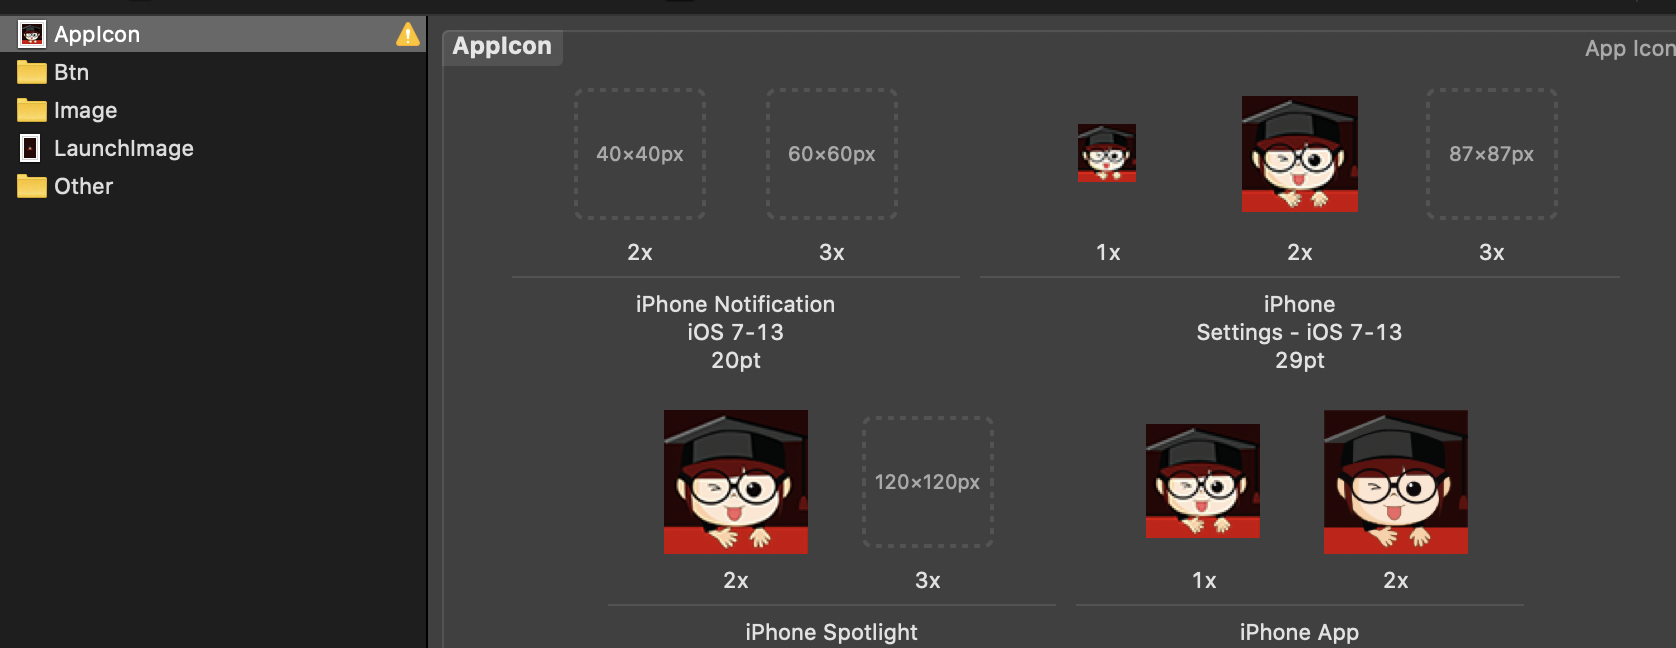 AppIcon
Btn
Image
LaunchImage
Other
AppIcon
App Icon
40×40px
60×60px
87×87px
2x
3x
1x
2x
3x
iPhone Notification
iOS 7-13
20pt
iPhone
Settings - iOS 7-13
29pt
120×120px
2x
3x
1x
2x
iPhone Spotlight
iPhone App